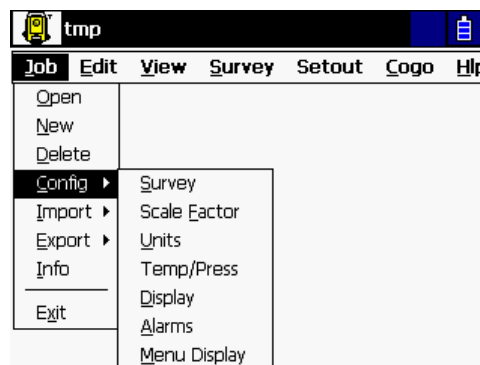 tmp
Job Edit View Survey Setout Cogo Hlp
Open
New
Delete
Config
Import
Export
Info
Exit
Survey
Scale Factor
Units
Temp/Press
Display
Alarms
Menu Display